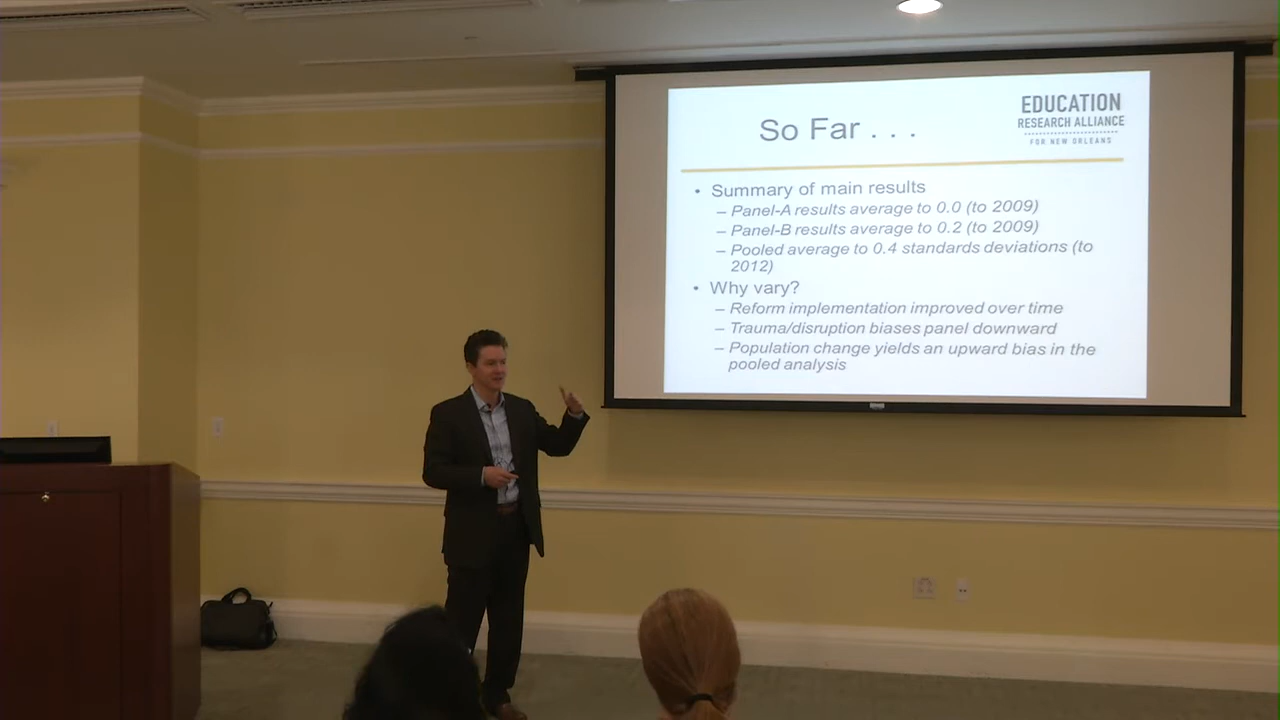 So Far . . .
EDUCATION
RESEARCH ALLIANCE
FOR NEW ORLEANS
• Summary of main results
– Panel-A results average to 0.0 (to 2009)
– Panel-B results average to 0.2 (to 2009)
– Pooled average to 0.4 standards deviations (to
2012)
• Why vary?
– Reform implementation improved over time
– Trauma/disruption biases panel downward
– Population change yields an upward bias in the
pooled analysis